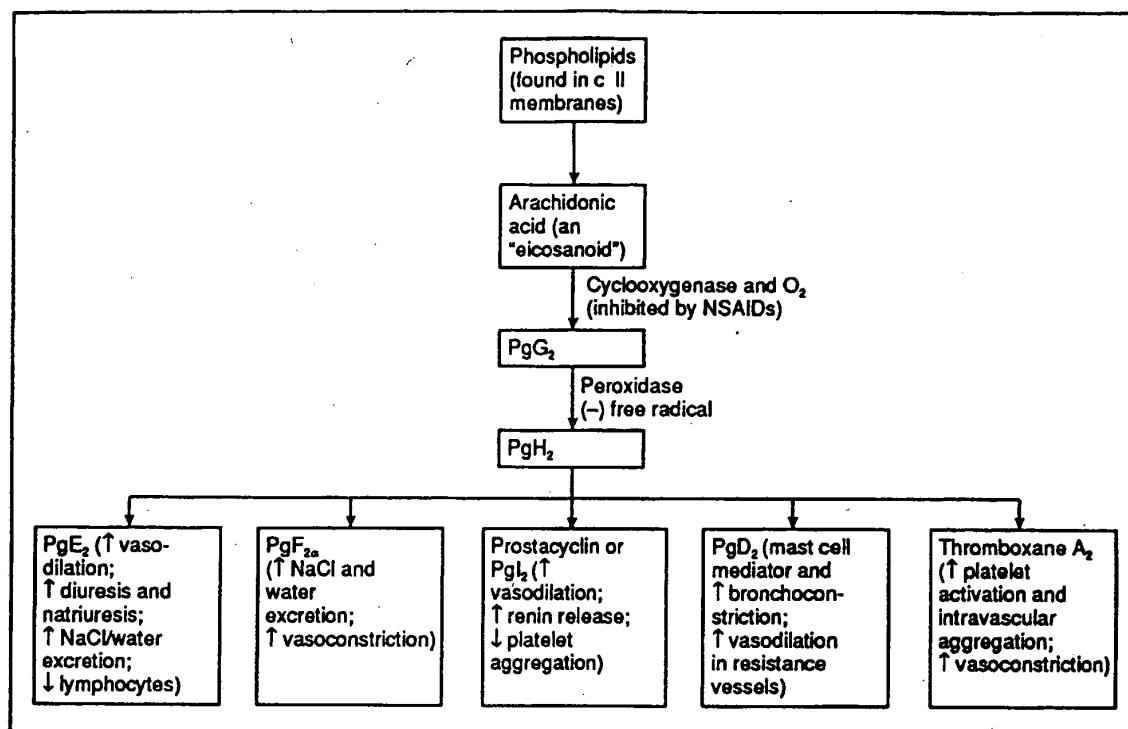 Phospholipids
(found in c ll
membranes)
Arachidonic
acid (an
"eicosanoid")
Cyclooxygenase and O₂
(inhibited by NSAIDs)
PgG₂
Peroxidase
(–) free radical
PgH₂
PgE₂ (↑ vaso-
dilation;
↑ diuresis and
natriuresis;
↑ NaCl/water
excretion;
↓ lymphocytes)
PgF₂α
(↑ NaCl and
water
excretion;
↑ vasoconstriction)
Prostacyclin or
PgI₂ (↑
vasodilation;
↑ renin release;
↓ platelet
aggregation)
PgD₂ (mast cell
mediator and
↑ bronchocon-
striction;
↑ vasodilation
in resistance
vessels)
Thromboxane A₂
(↑ platelet
activation and
intravascular
aggregation;
↑ vasoconstriction)